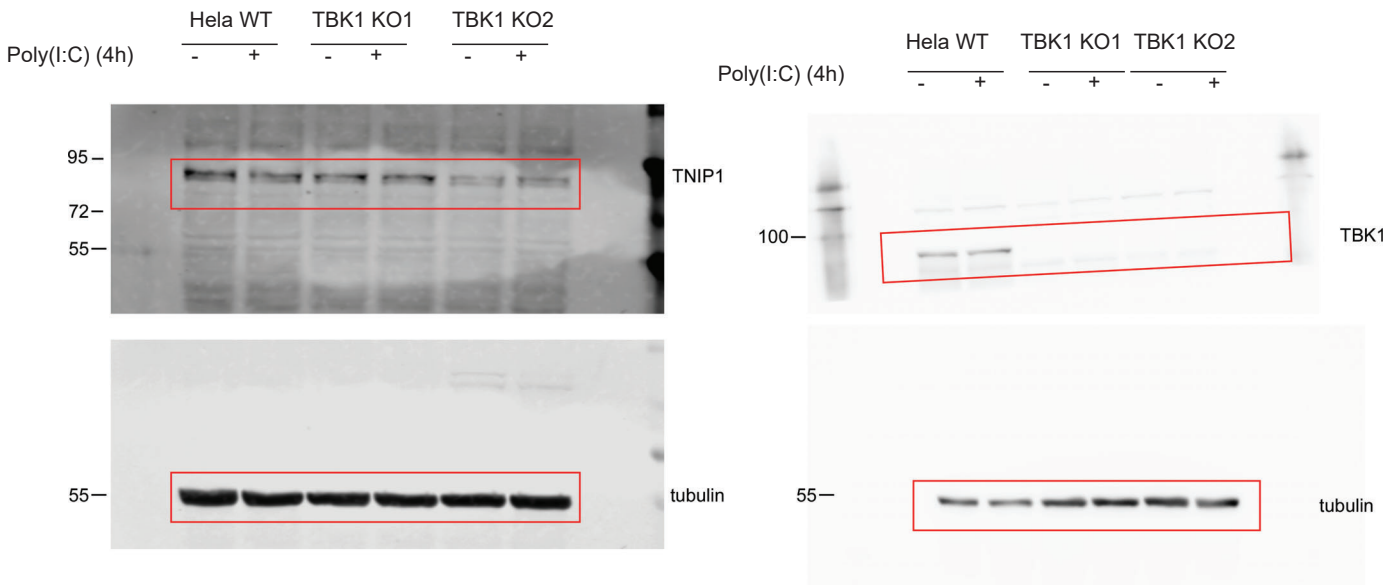 Hela WT TBK1 KO1 TBK1 KO2
Poly(I:C) (4h) - + - + - +
95
TNIP1
72
55
55
tubulin
Hela WT TBK1 KO1 TBK1 KO2
Poly(I:C) (4h) - + - + - +
100
TBK1
55
tubulin